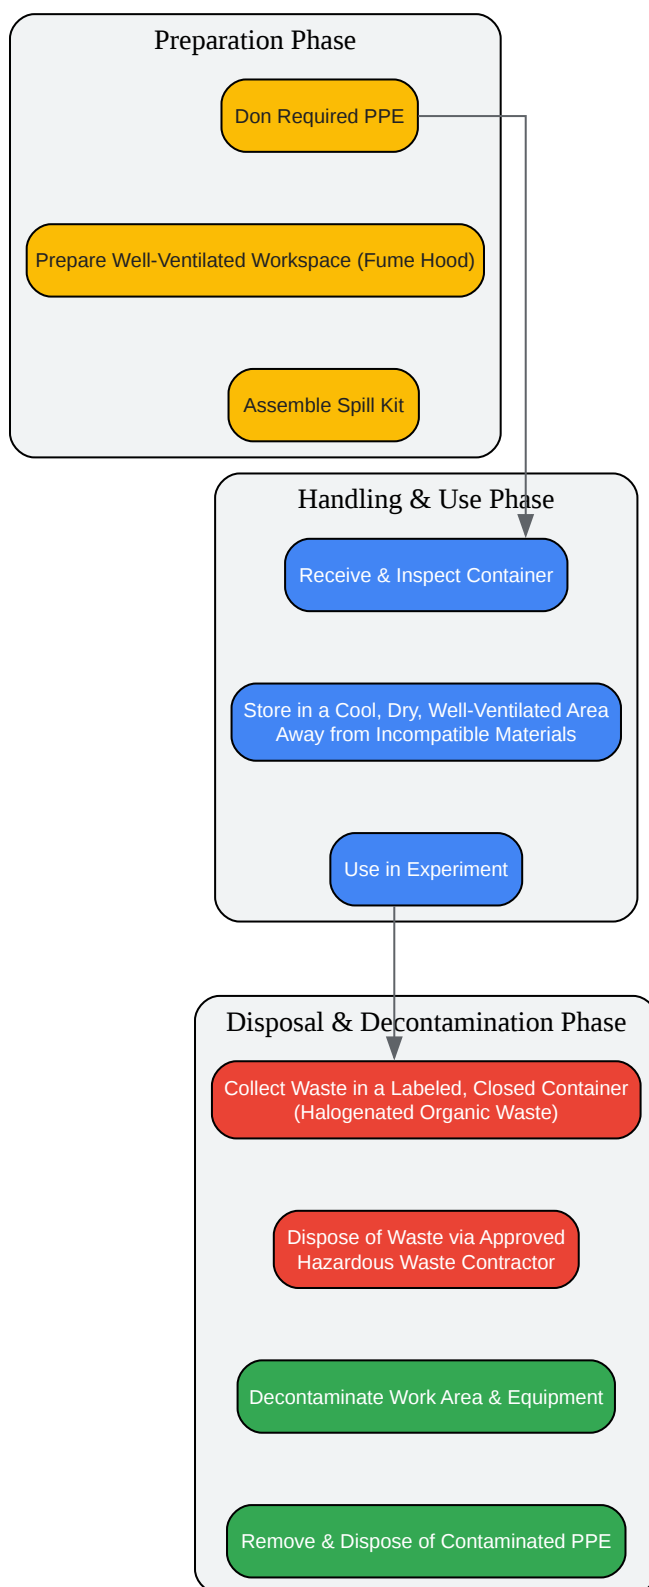 Preparation Phase
Don Required PPE
Prepare Well-Ventilated Workspace (Fume Hood)
Assemble Spill Kit
Handling & Use Phase
Receive & Inspect Container
Store in a Cool, Dry, Well-Ventilated Area
Away from Incompatible Materials
Use in Experiment
Disposal & Decontamination Phase
Collect Waste in a Labeled, Closed Container
(Halogenated Organic Waste)
Dispose of Waste via Approved
Hazardous Waste Contractor
Decontaminate Work Area & Equipment
Remove & Dispose of Contaminated PPE